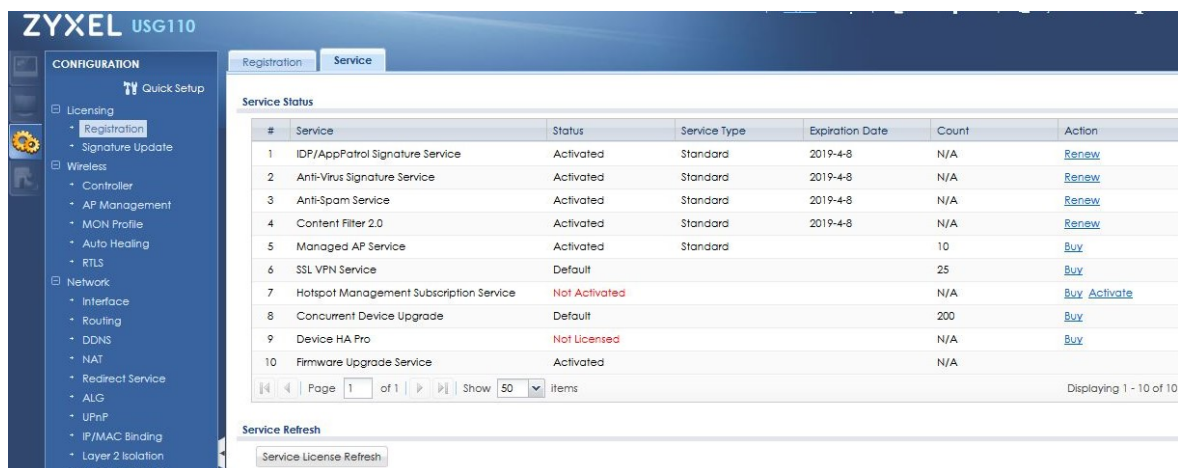 ZYXEL USG110
CONFIGURATION
Quick Setup
Licensing
Registration
Signature Update
Wireless
Controller
AP Management
MON Profile
Auto Healing
RTLS
Network
Interface
Routing
DDNS
NAT
Redirect Service
ALG
UPnP
IP/MAC Binding
Layer 2 Isolation
Registration Service
Service Status
# Service Status Service Type Expiration Date Count Action
1 IDP/AppPatrol Signature Service Activated Standard 2019-4-8 N/A Renew
2 Anti-Virus Signature Service Activated Standard 2019-4-8 N/A Renew
3 Anti-Spam Service Activated Standard 2019-4-8 N/A Renew
4 Content Filter 2.0 Activated Standard 2019-4-8 N/A Renew
5 Managed AP Service Activated Standard 10 Buy
6 SSL VPN Service Default 25 Buy
7 Hotspot Management Subscription Service Not Activated N/A Buy Activate
8 Concurrent Device Upgrade Default 200 Buy
9 Device HA Pro Not Licensed N/A Buy
10 Firmware Upgrade Service Activated N/A
Page 1 of 1 Show 50 items Displaying 1 - 10 of 10
Service Refresh
Service License Refresh